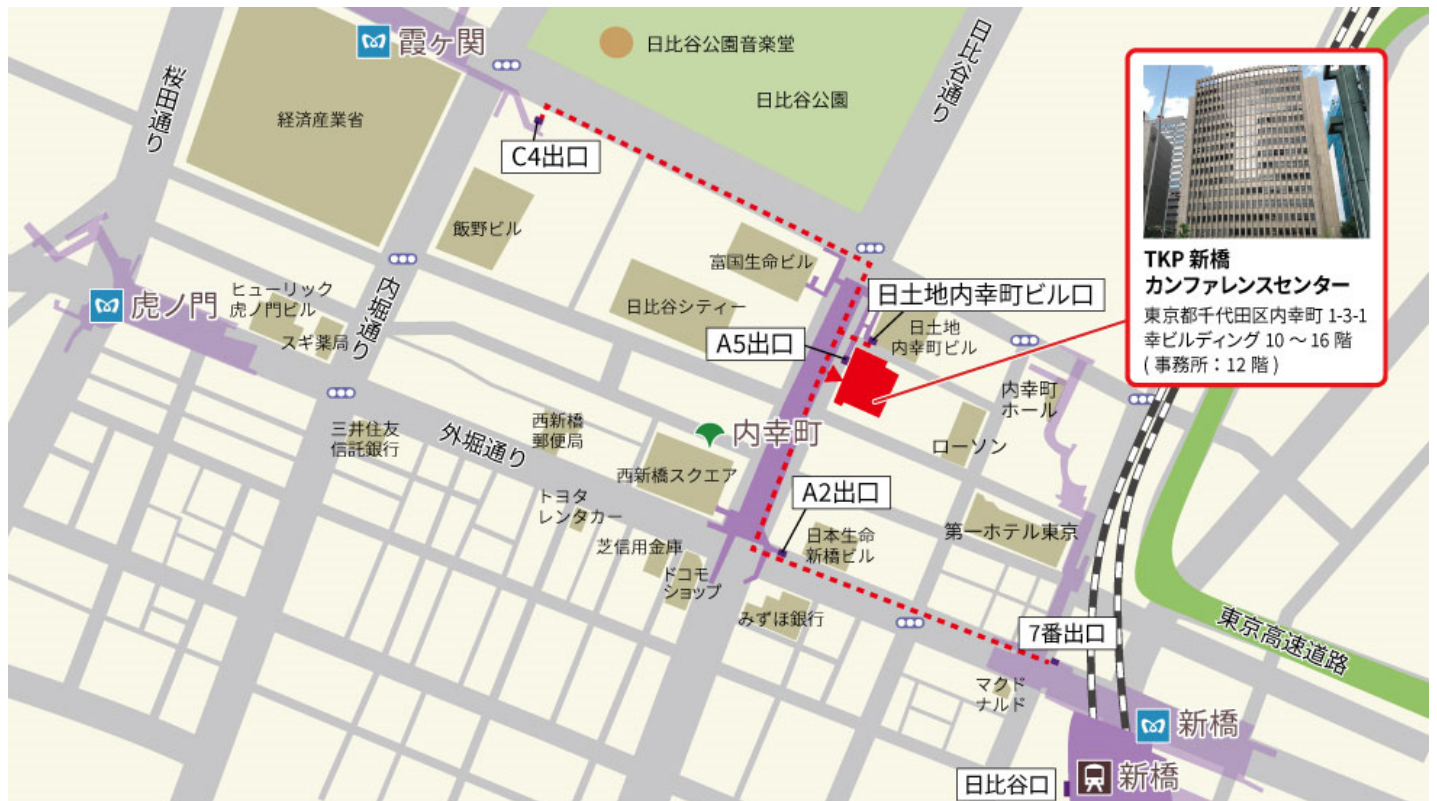 霞ケ関
日比谷公園音楽堂
日比谷公園
日比谷通り
桜田通り
経済産業省
C4出口
飯野ビル
富国生命ビル
日比谷シティー
日土地内幸町ビル口
日土地
内幸町ビル
A5出口
TKP 新橋
カンファレンスセンター
東京都千代田区内幸町 1-3-1
幸ビルディング 10 ～ 16 階
( 事務所：12 階 )
虎ノ門
ヒューリック
虎ノ門ビル
スギ薬局
内堀通り
三井住友
信託銀行
外堀通り
西新橋
郵便局
内幸町
西新橋スクエア
内幸町
ホール
ローソン
A2出口
トヨタ
レンタカー
芝信用金庫
ドコモ
ショップ
日本生命
新橋ビル
第一ホテル東京
みずほ銀行
7番出口
東京高速道路
マクド
ナルド
新橋
日比谷口
新橋